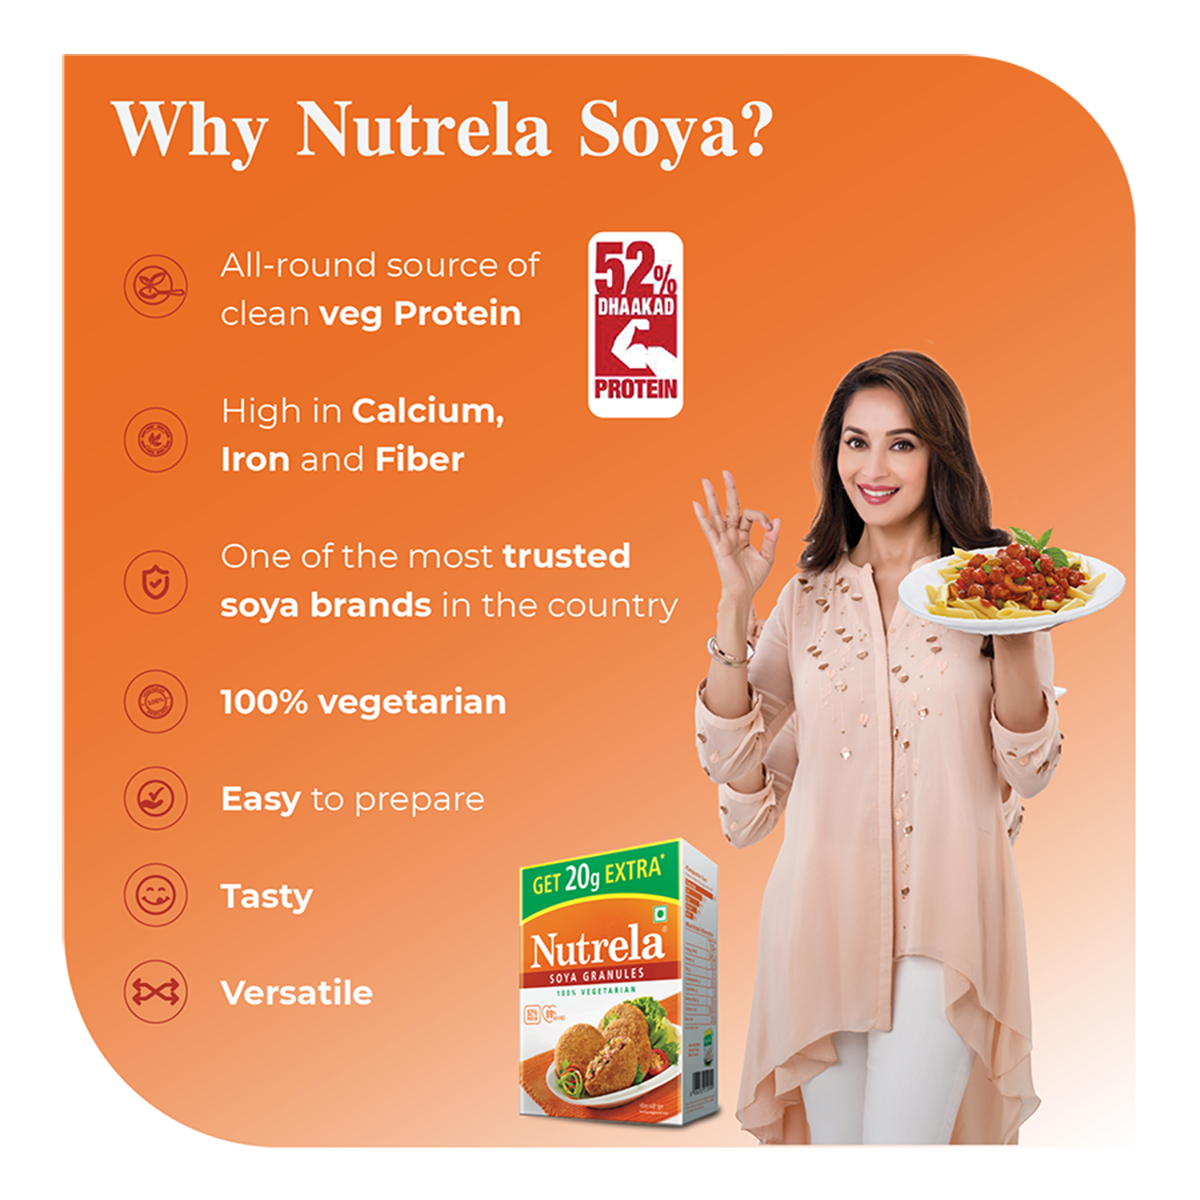 Why Nutrela Soya?
All-round source of
clean veg Protein
52%
DHAAKAD
PROTEIN
High in Calcium,
Iron and Fiber
One of the most trusted
soya brands in the country
100% vegetarian
Easy to prepare
Tasty
Versatile
GET 20g EXTRA*
Nutrela®
SOYA GRANULES
100% VEGETARIAN